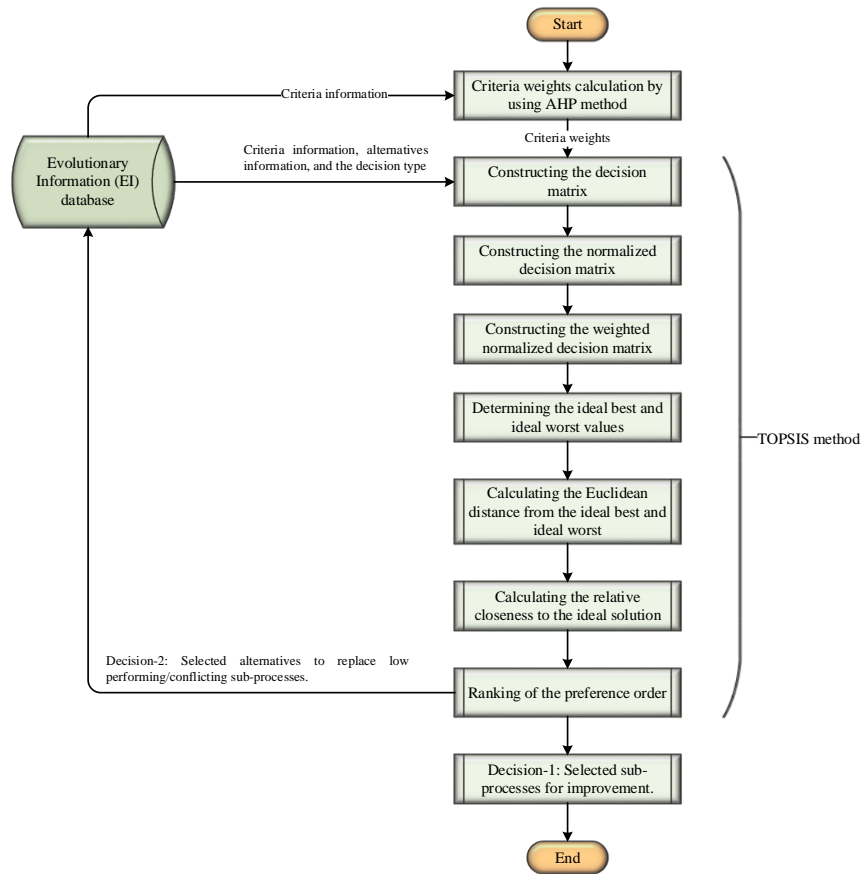 Start
Criteria weights calculation by
using AHP method
Criteria information
Criteria weights
Criteria information, alternatives
information, and the decision type
Evolutionary
Information (EI)
database
Constructing the decision
matrix
Constructing the normalized
decision matrix
Constructing the weighted
normalized decision matrix
Determining the ideal best and
ideal worst values
TOPSIS method
Calculating the Euclidean
distance from the ideal best and
ideal worst
Calculating the relative
closeness to the ideal solution
Decision-2: Selected alternatives to replace low
performing/conflicting sub-processes.
Ranking of the preference order
Decision-1: Selected sub-
processes for improvement.
End